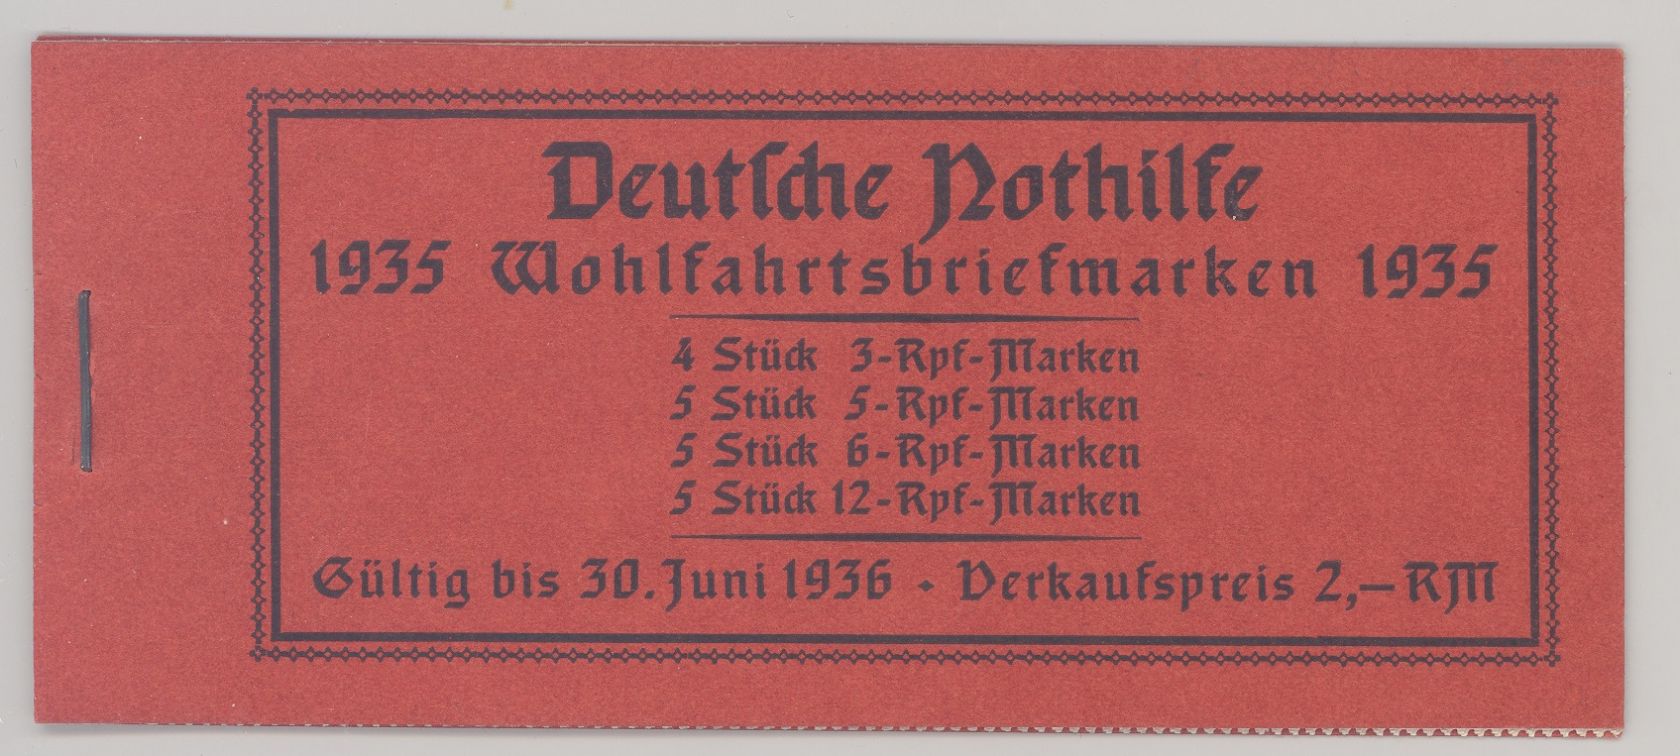 Deutſche Nothilfe
1935 Wohlfahrtsbriefmarken 1935
4 Stück 3-Rpf-Marken
5 Stück 5-Rpf-Marken
5 Stück 6-Rpf-Marken
5 Stück 12-Rpf-Marken
Gültig bis 30. Juni 1936 • Verkaufspreis 2,— RM